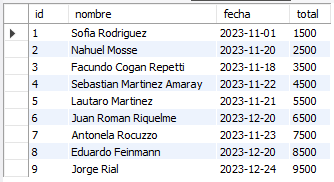 id nombre fecha total
1 Sofia Rodriguez 2023-11-01 1500
2 Nahuel Mosse 2023-11-20 2500
3 Facundo Cogan Repetti 2023-11-18 3500
4 Sebastian Martinez Amaray 2023-11-22 4500
5 Lautaro Martinez 2023-11-21 5500
6 Juan Roman Riquelme 2023-12-20 6500
7 Antonela Rocuzzo 2023-11-23 7500
8 Eduardo Feinmann 2023-12-20 8500
9 Jorge Rial 2023-12-24 9500